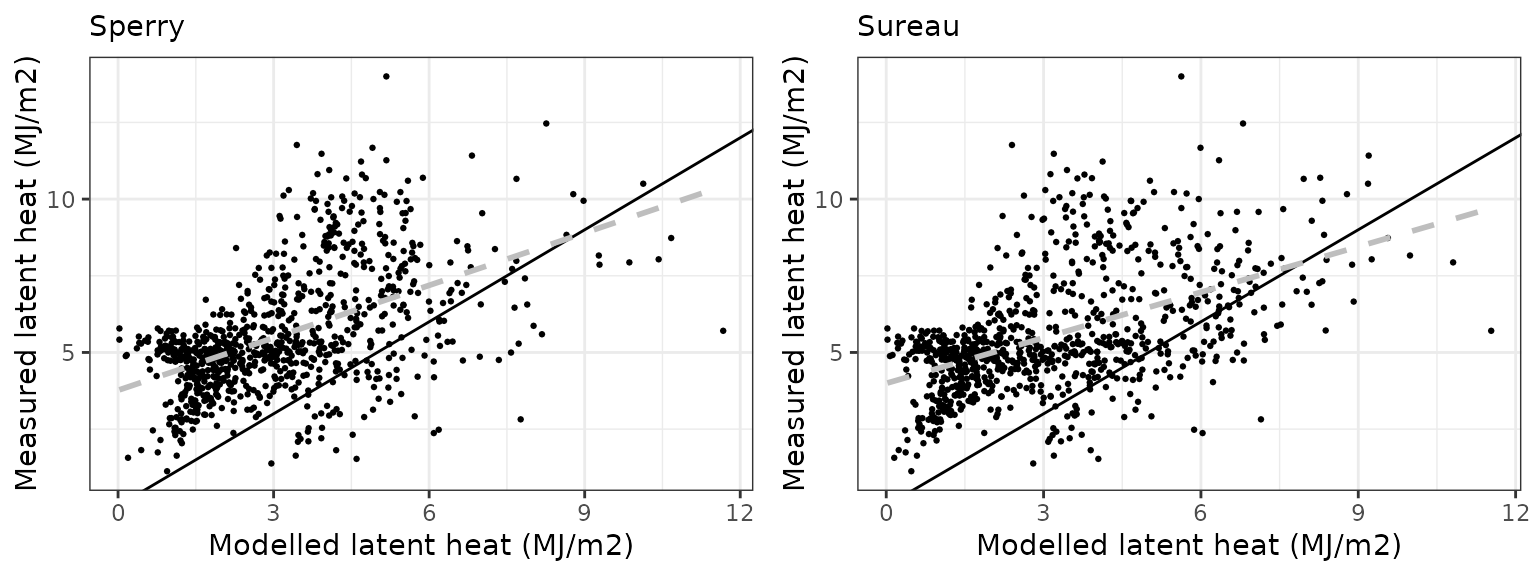 Sperry
Measured latent heat (MJ/m2)
10
5
0 3 6 9 12
Modelled latent heat (MJ/m2)
Sureau
Measured latent heat (MJ/m2)
10
5
0 3 6 9 12
Modelled latent heat (MJ/m2)